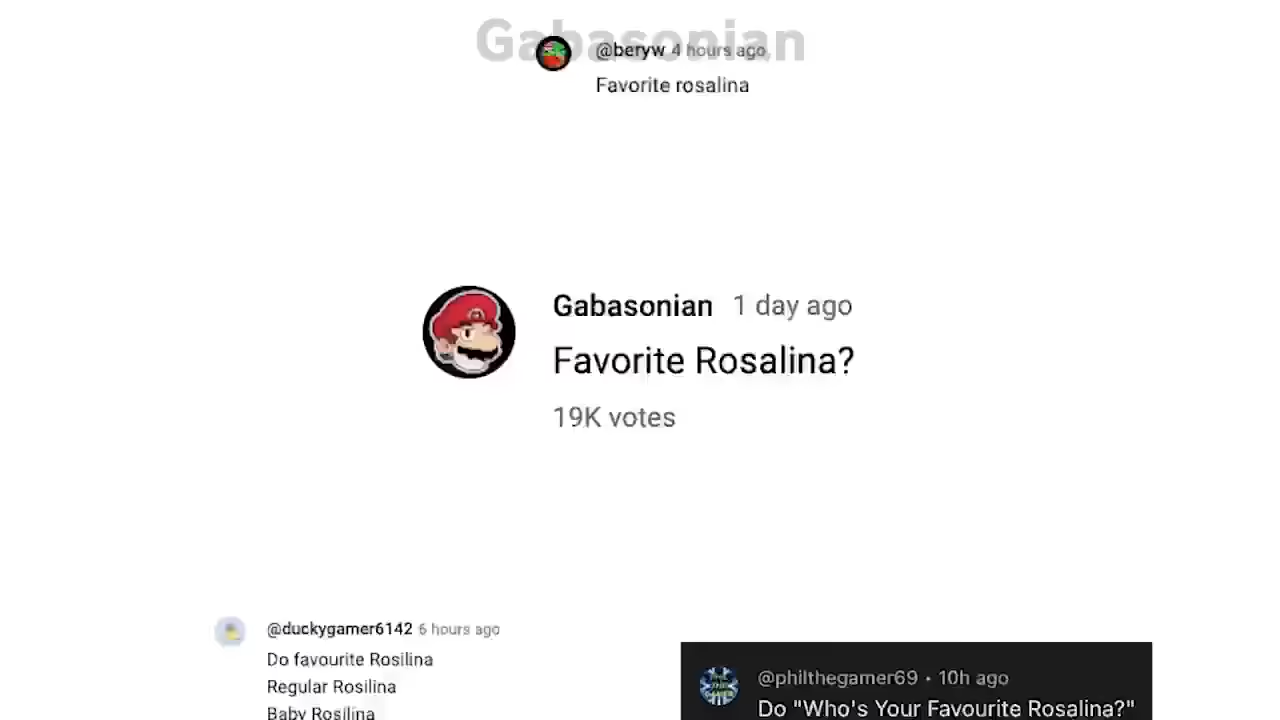 Gabasonian
@beryw 4 hours ago
Favorite rosalina
Gabasonian 1 day ago
Favorite Rosalina?
19K votes
@duckygamer6142 6 hours ago
Do favourite Rosilina
Regular Rosilina
Baby Rosilina
@philthegamer69 • 10h ago
Do "Who's Your Favourite Rosalina?"